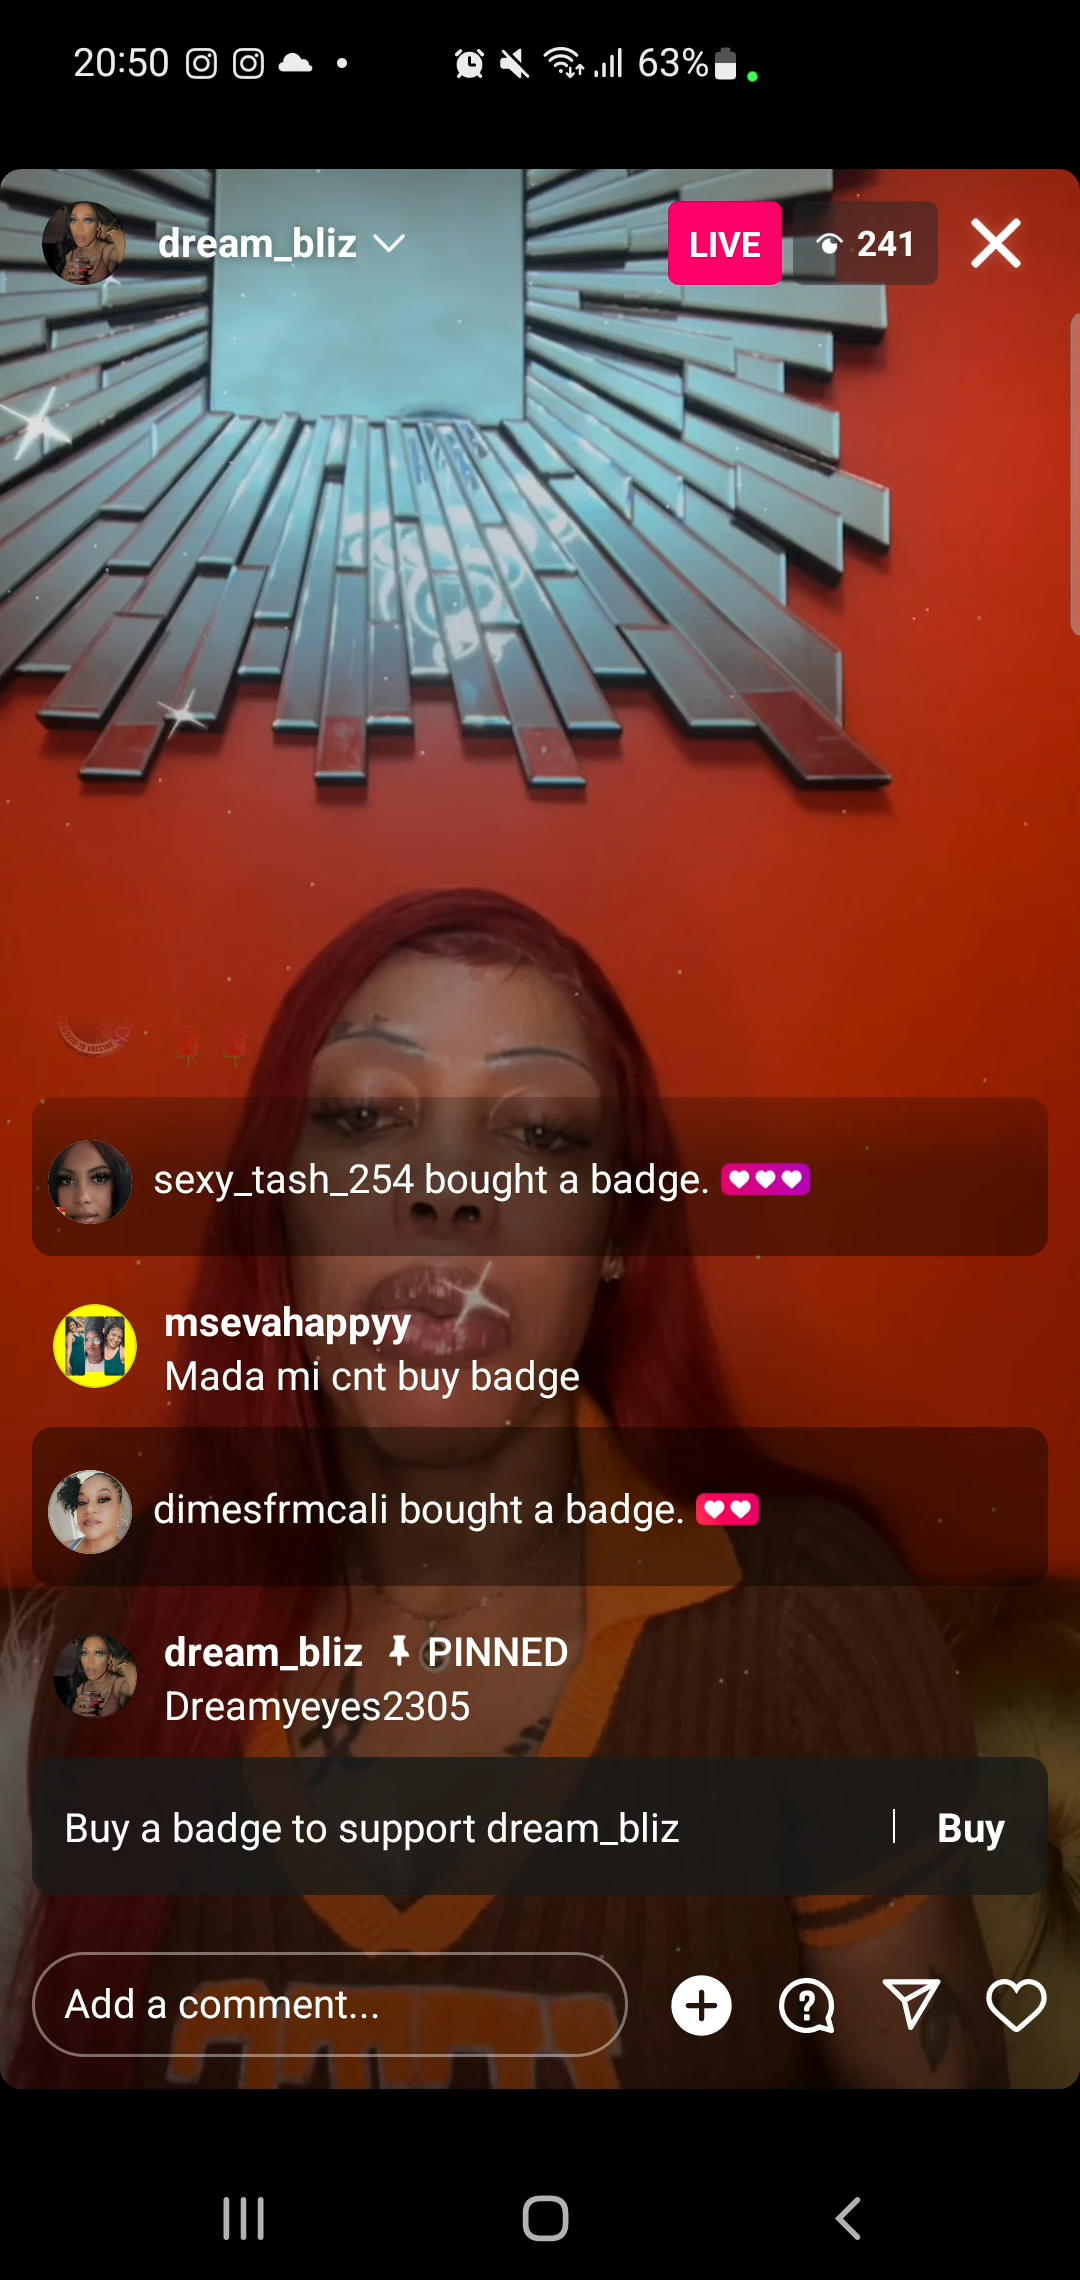 20:50
63%
dream_bliz
LIVE
241
sexy_tash_254 bought a badge.
msevahappyy
Mada mi cnt buy badge
dimesfrmcali bought a badge.
dream_bliz PINNED
Dreamyeyes2305
Buy a badge to support dream_bliz
Buy
Add a comment...